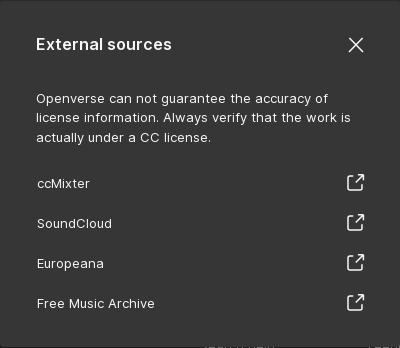 External sources
Openverse can not guarantee the accuracy of
license information. Always verify that the work is
actually under a CC license.
ccMixter
SoundCloud
Europeana
Free Music Archive